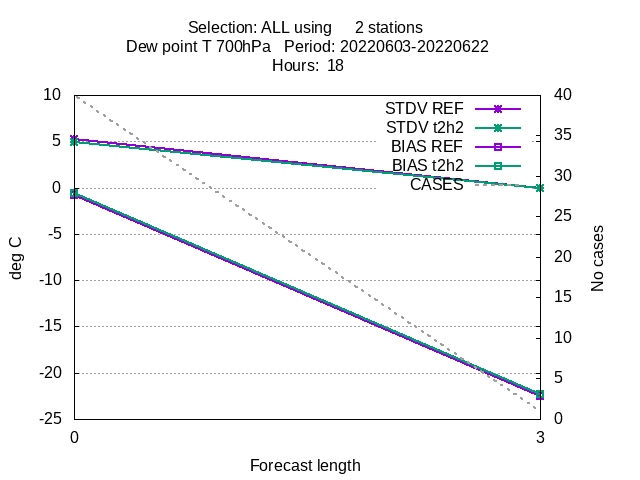 Selection: ALL using 2 stations
Dew point T 700hPa Period: 20220603-20220622
Hours: 18
10
5
0
-5
-10
-15
-20
-25
40
35
30
25
20
15
10
5
0
STDV REF
STDV t2h2
BIAS REF
BIAS t2h2
CASES
deg C
No cases
0
3
Forecast length